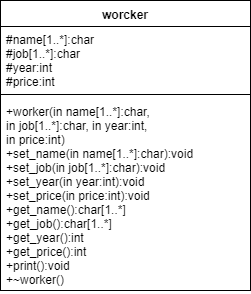 worcker
#name[1..*]:char
#job[1..*]:char
#year:int
#price:int
+worker(in name[1..*]:char,
in job[1..*]:char, in year:int,
in price:int)
+set_name(in name[1..*]:char):void
+set_job(in job[1..*]:char):void
+set_year(in year:int):void
+set_price(in price:int):void
+get_name():char[1..*]
+get_job():char[1..*]
+get_year():int
+get_price():int
+print():void
+~worker()